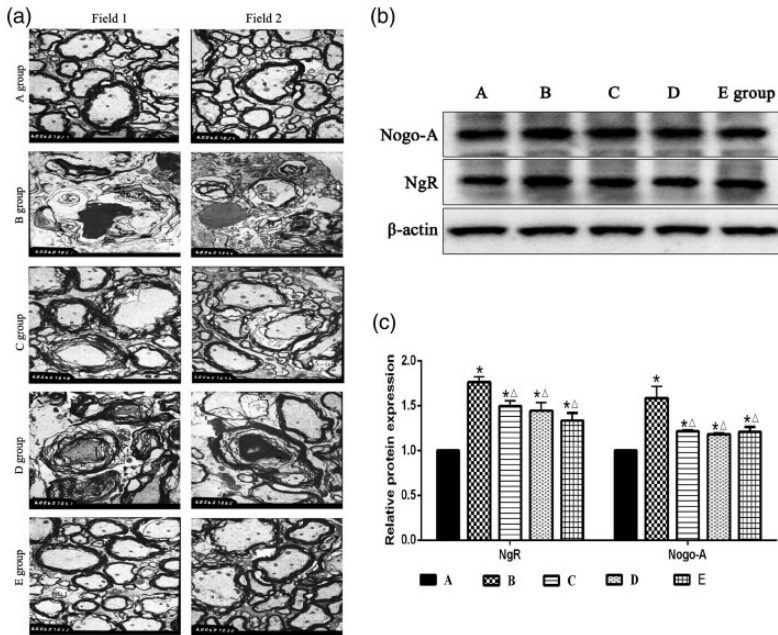 (a)
Field 1 Field 2
A group
B group
C group
D group
E group
(b)
A B C D E group
Nogo-A
NgR
β-actin
(c)
Relative protein expression
2.0
1.5
1.0
0.5
0.0
*
*△
*△
*△
*
*△
*△
*△
NgR Nogo-A
A B C D E